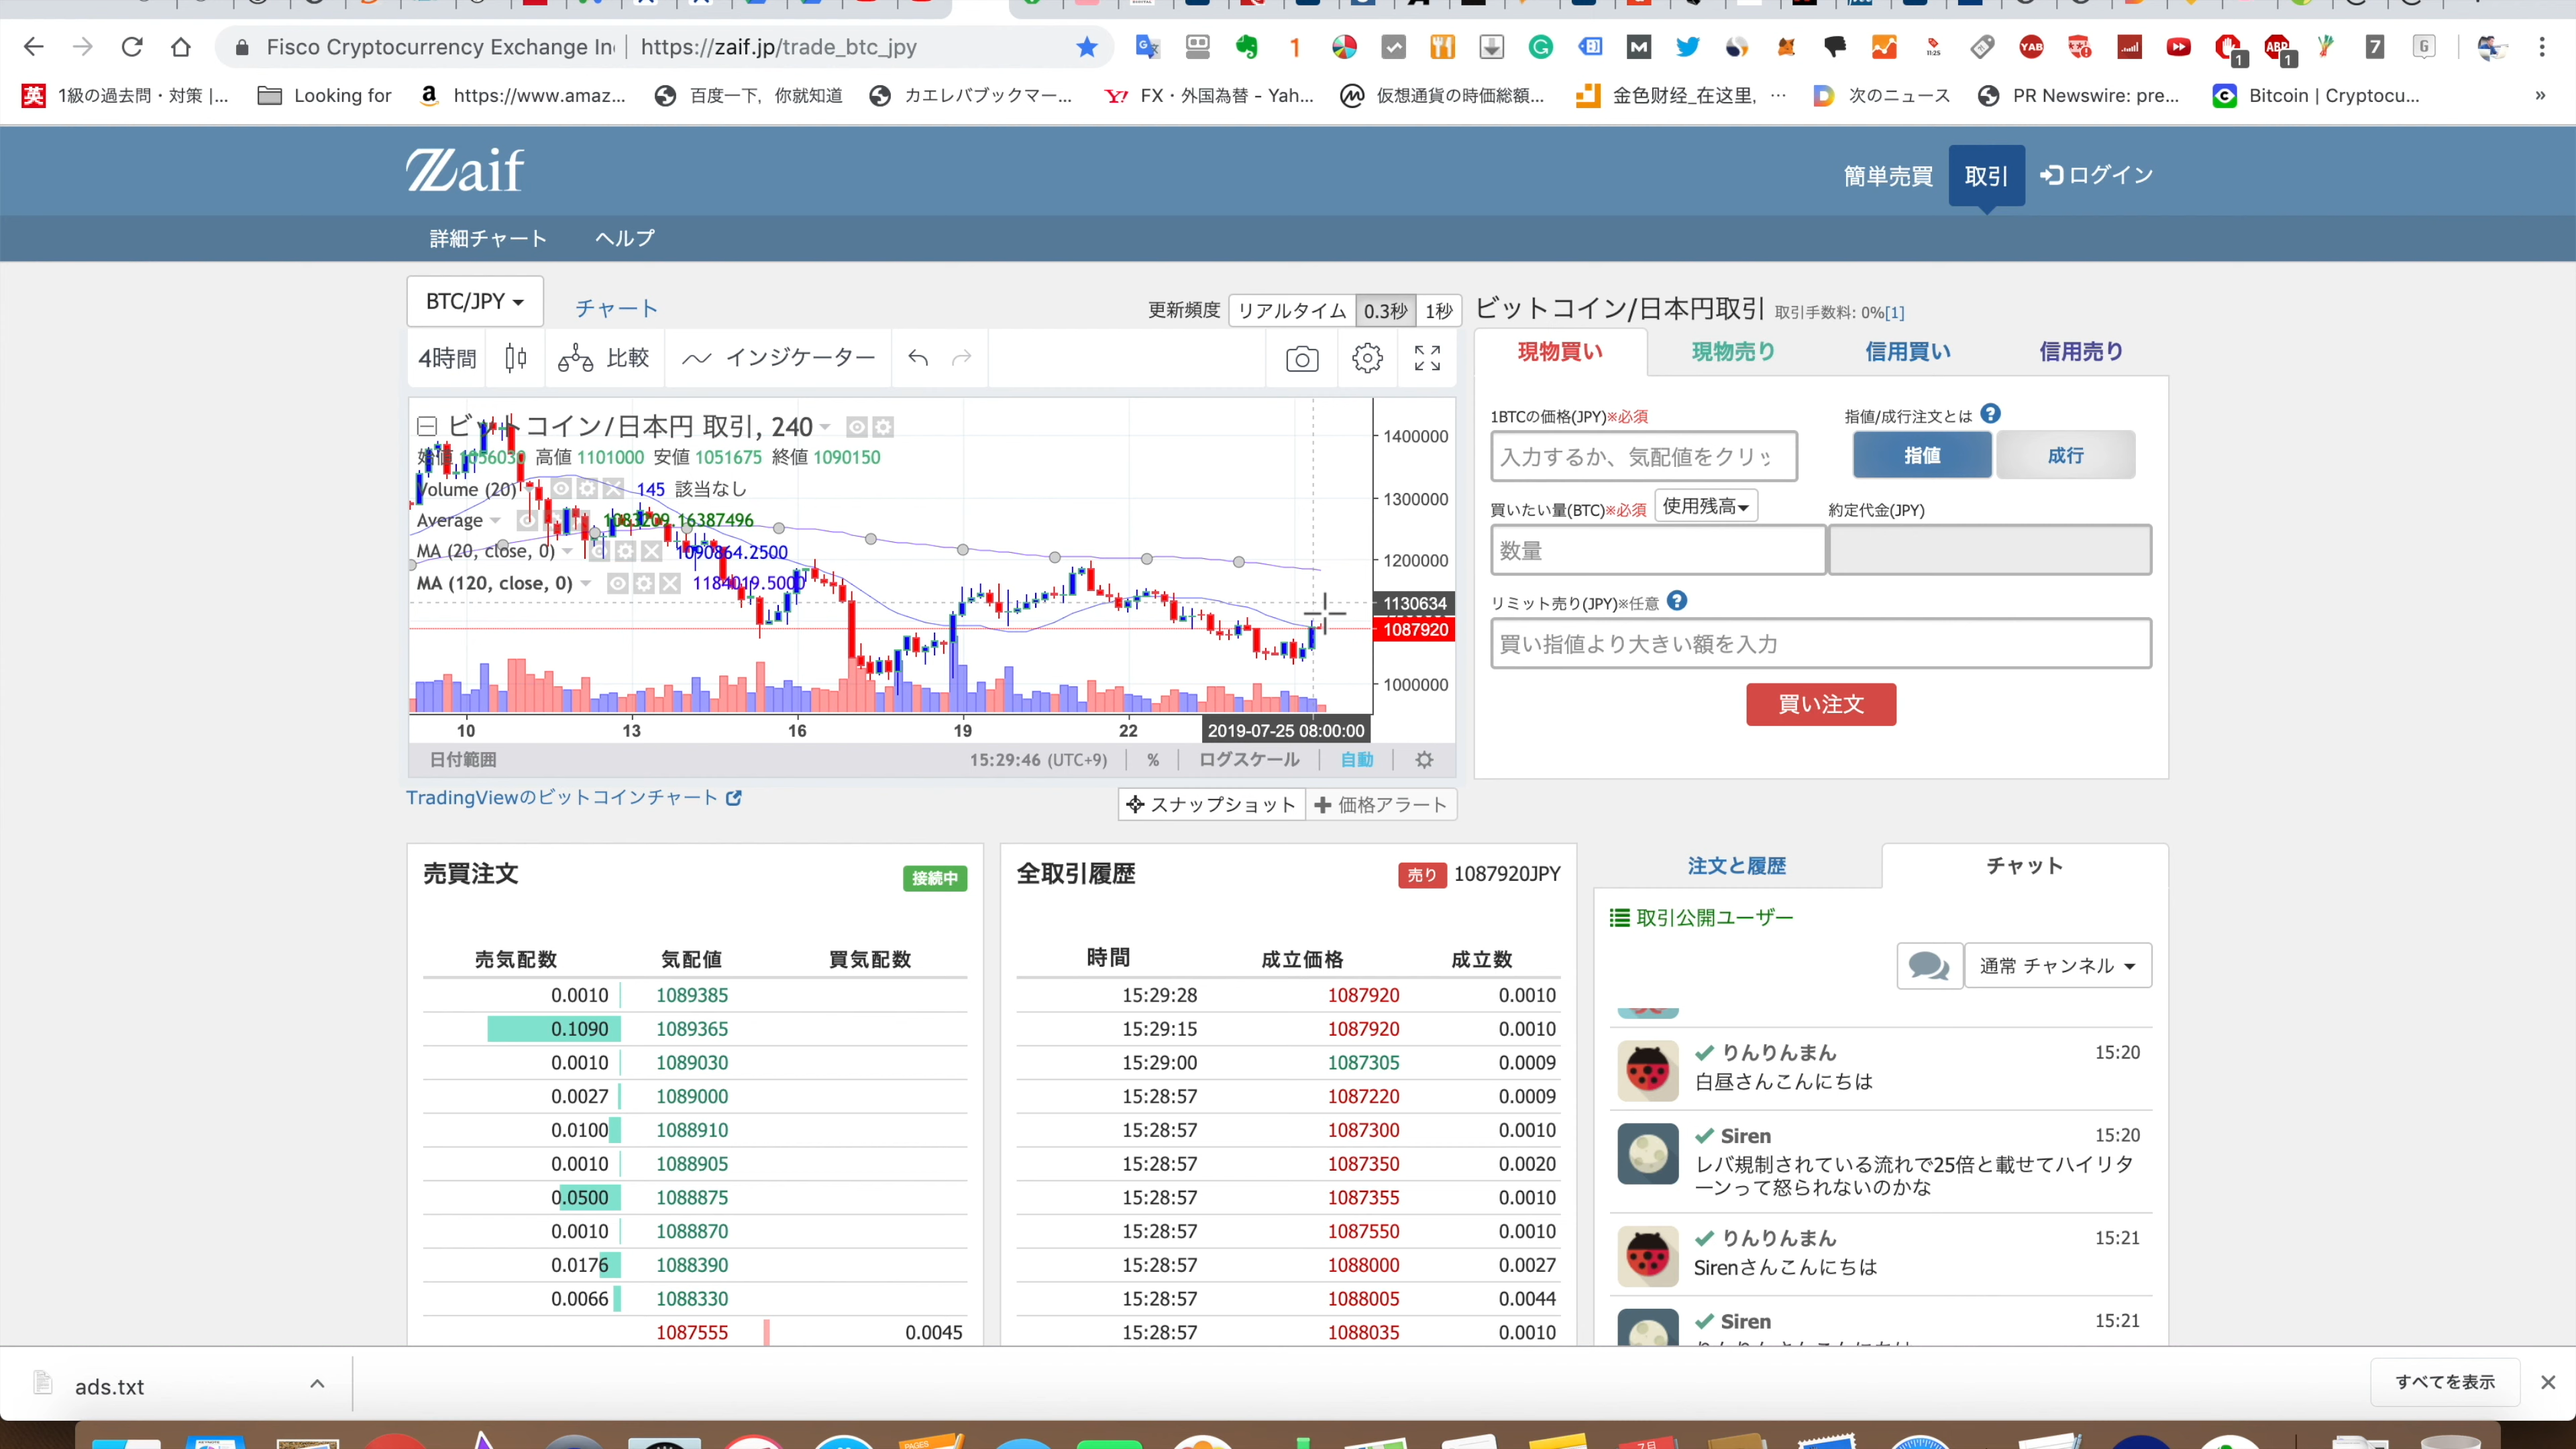 Fisco Cryptocurrency Exchange In
https://zaif.jp/trade_btc_jpy
1級の過去問・対策 |...
Looking for
https://www.amaz...
百度一下，你就知道
カエレバブックマー...
FX・外国為替 - Yah...
仮想通貨の時価総額...
金色财经_在这里, ...
次のニュース
PR Newswire: pre...
Bitcoin | Cryptocu...
Zaif
簡単売買
取引
ログイン
詳細チャート
ヘルプ
BTC/JPY
チャート
更新頻度
リアルタイム
0.3秒
1秒
4時間
比較
インジケーター
ビットコイン/日本円 取引, 240
始値 1056030 高値 1101000 安値 1051675 終値 1090150
Volume (20) 145 該当なし
Average 1083209.16387496
MA (20, close, 0) 1090864.2500
MA (120, close, 0) 1184019.5000
1400000
1300000
1200000
1130634
1087920
1000000
10 13 16 19 22 2019-07-25 08:00:00
日付範囲
15:29:46 (UTC+9)
%
ログスケール
自動
TradingViewのビットコインチャート
スナップショット
価格アラート
ビットコイン/日本円取引 取引手数料: 0%[1]
現物買い
現物売り
信用買い
信用売り
1BTCの価格(JPY)※必須
指値/成行注文とは
入力するか、気配値をクリッ
指値
成行
買いたい量(BTC)※必須
使用残高
約定代金(JPY)
数量
リミット売り(JPY)※任意
買い指値より大きい額を入力
買い注文
売買注文
接続中
売気配数 気配値 買気配数
0.0010 1089385
0.1090 1089365
0.0010 1089030
0.0027 1089000
0.0100 1088910
0.0010 1088905
0.0500 1088875
0.0010 1088870
0.0176 1088390
0.0066 1088330
1087555 0.0045
全取引履歴
売り 1087920JPY
時間 成立価格 成立数
15:29:28 1087920 0.0010
15:29:15 1087920 0.0010
15:29:00 1087305 0.0009
15:28:57 1087220 0.0009
15:28:57 1087300 0.0010
15:28:57 1087350 0.0020
15:28:57 1087355 0.0010
15:28:57 1087550 0.0010
15:28:57 1088000 0.0027
15:28:57 1088005 0.0044
15:28:57 1088035 0.0010
注文と履歴
チャット
取引公開ユーザー
通常 チャンネル
りんりんまん 15:20
白昼さんこんにちは
Siren 15:20
レバ規制されている流れで25倍と載せてハイリタ
ーンって怒られないのかな
りんりんまん 15:21
Sirenさんこんにちは
Siren 15:21
ads.txt
すべてを表示